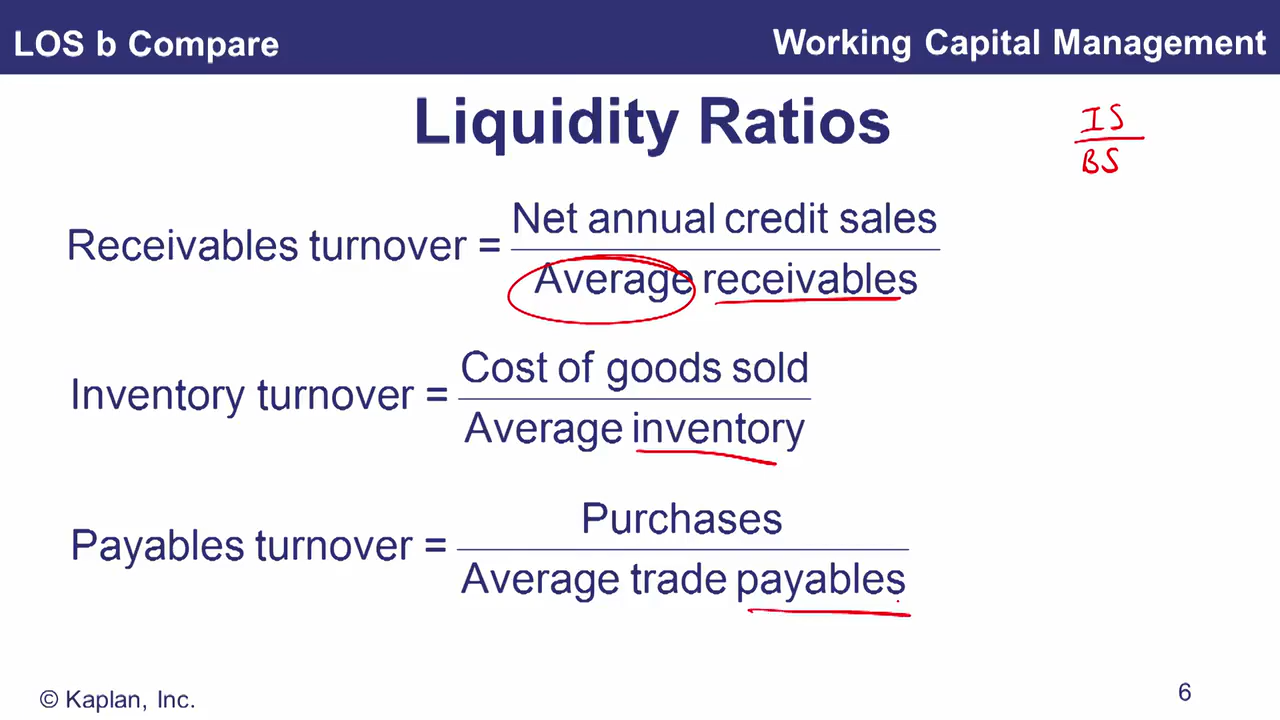 LOS b Compare
Working Capital Management
Liquidity Ratios
IS
BS
Receivables turnover = Net annual credit sales
Average receivables
Inventory turnover = Cost of goods sold
Average inventory
Payables turnover = Purchases
Average trade payables
© Kaplan, Inc.
6